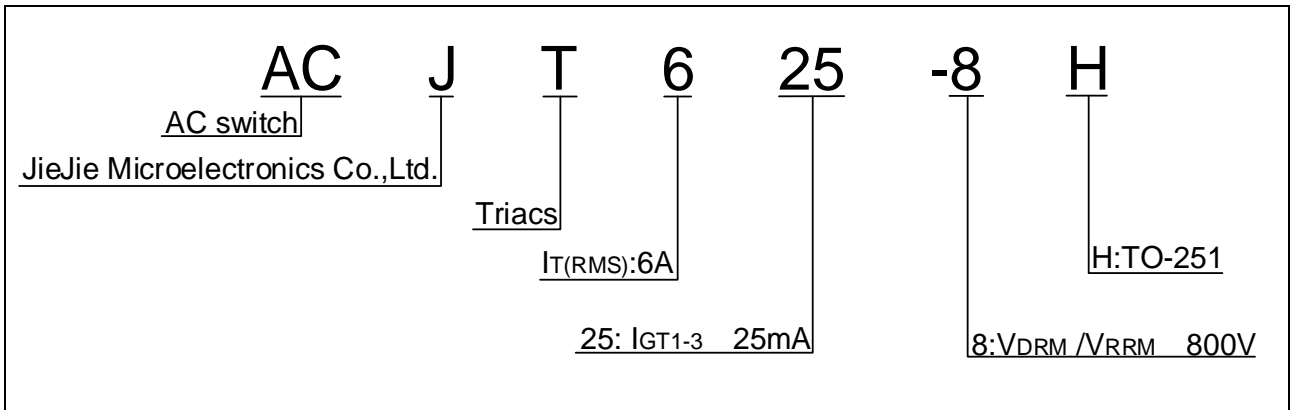 AC J T 6 25 -8 H
AC switch
JieJie Microelectronics Co.,Ltd.
Triacs
IT(RMS):6A
H:TO-251
25: IGT1-3 25mA
8:VDRM /VRRM 800V